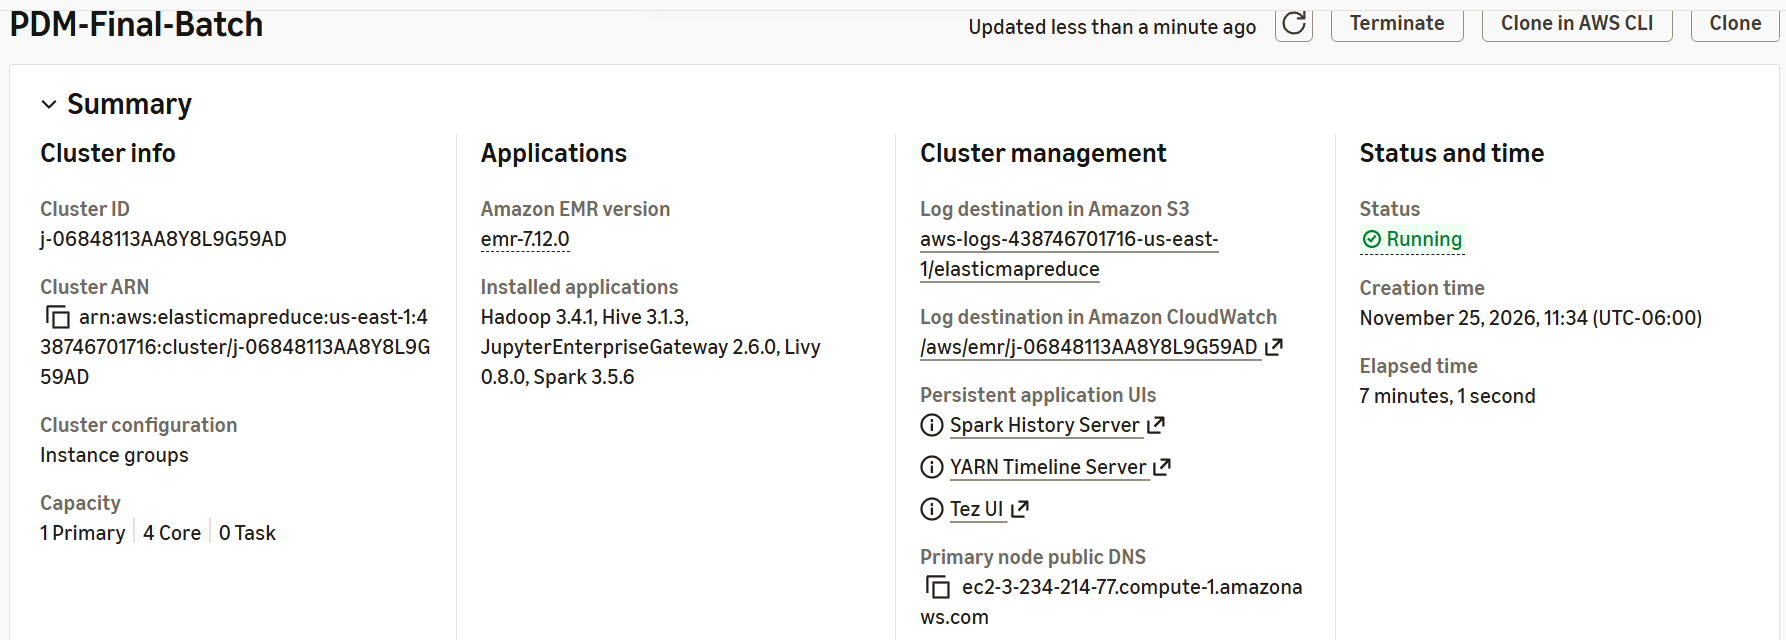 PDM-Final-Batch
Updated less than a minute ago
Terminate
Clone in AWS CLI
Clone
Summary
Cluster info
Cluster ID
j-06848113AA8Y8L9G59AD
Cluster ARN
arn:aws:elasticmapreduce:us-east-1:4
38746701716:cluster/j-06848113AA8Y8L9G
59AD
Cluster configuration
Instance groups
Capacity
1 Primary
4 Core
0 Task
Applications
Amazon EMR version
emr-7.12.0
Installed applications
Hadoop 3.4.1, Hive 3.1.3,
JupyterEnterpriseGateway 2.6.0, Livy
0.8.0, Spark 3.5.6
Cluster management
Log destination in Amazon S3
aws-logs-438746701716-us-east-
1/elasticmapreduce
Log destination in Amazon CloudWatch
/aws/emr/j-06848113AA8Y8L9G59AD
Persistent application UIs
Spark History Server
YARN Timeline Server
Tez UI
Primary node public DNS
ec2-3-234-214-77.compute-1.amazona
ws.com
Status and time
Status
Running
Creation time
November 25, 2026, 11:34 (UTC-06:00)
Elapsed time
7 minutes, 1 second